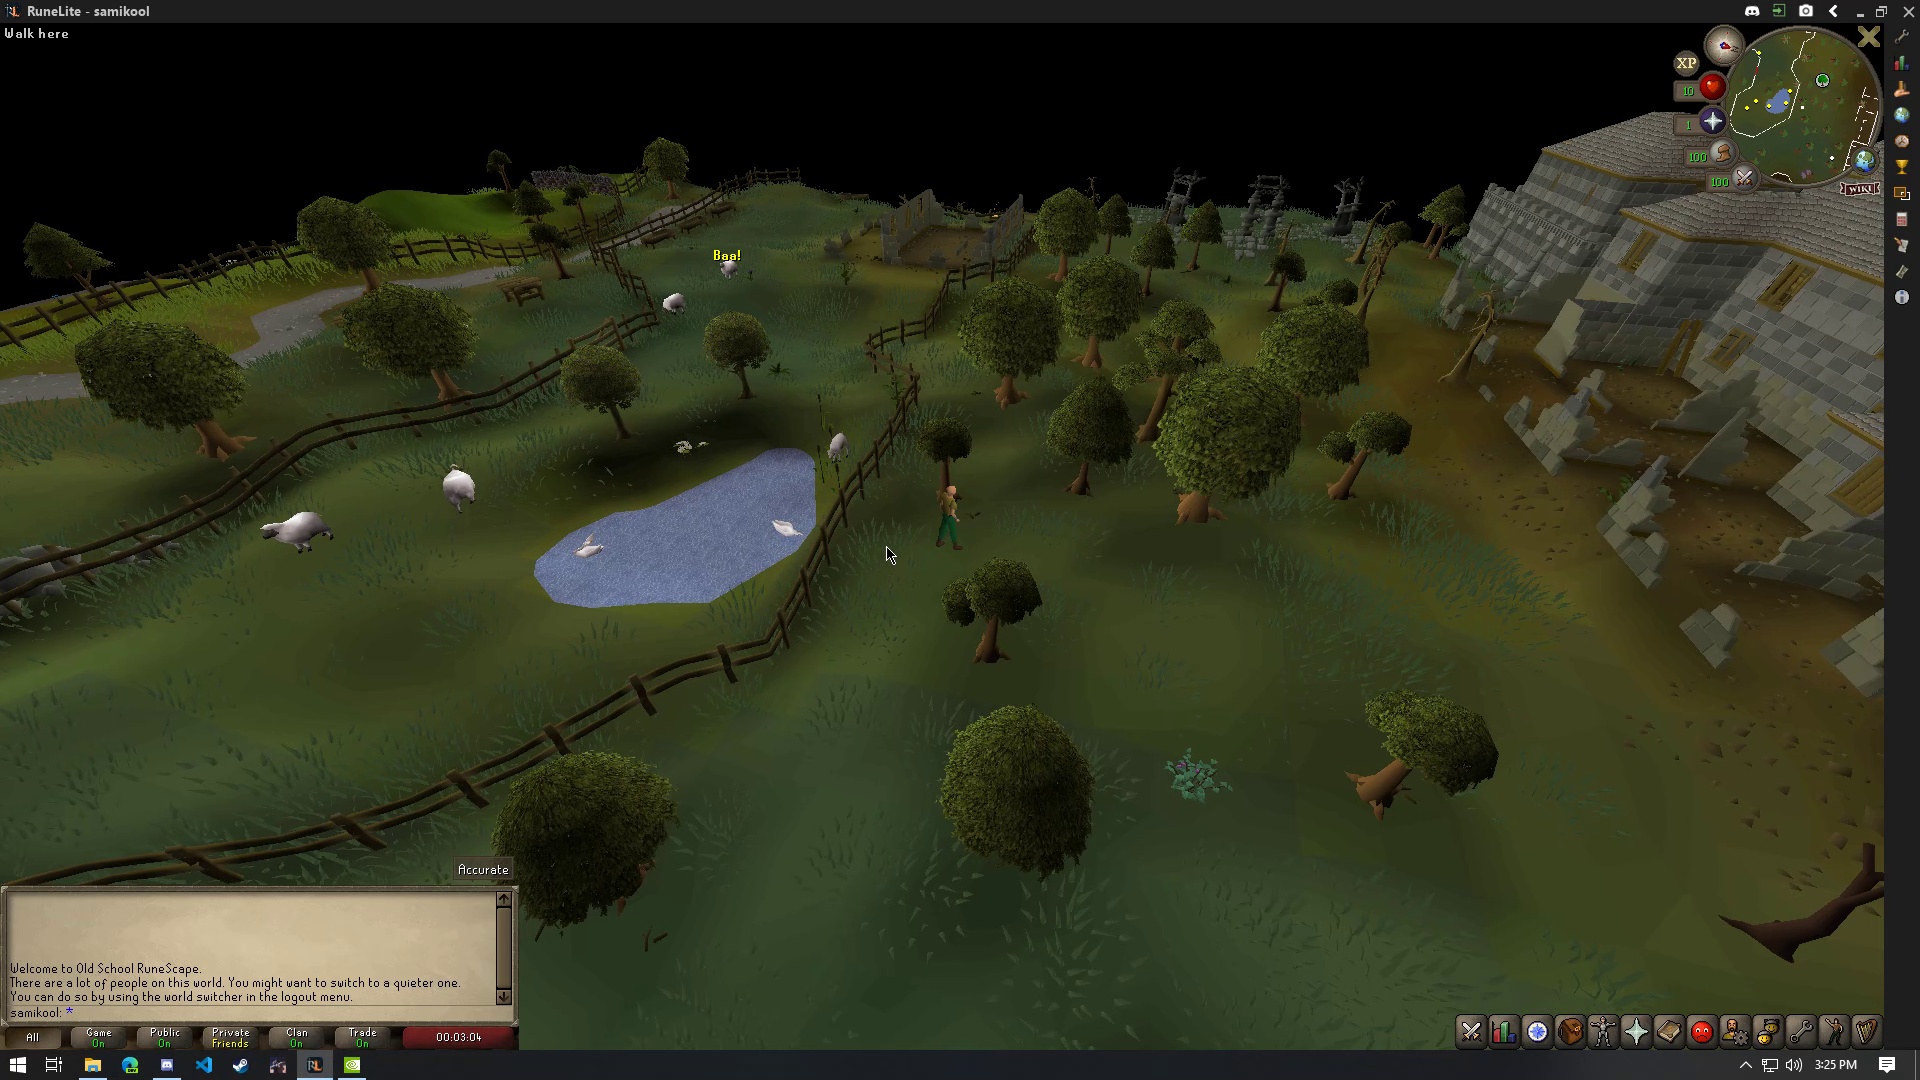 RuneLite - samikool
Walk here
XP
10
1
100
100
WIKI
Baa!
Accurate
Welcome to Old School RuneScape.
There are a lot of people on this world. You might want to switch to a quieter one.
You can do so by using the world switcher in the logout menu.
samikool: *
All
Game
On
Public
On
Private
Friends
Clan
On
Trade
On
00:03:04
3:25 PM